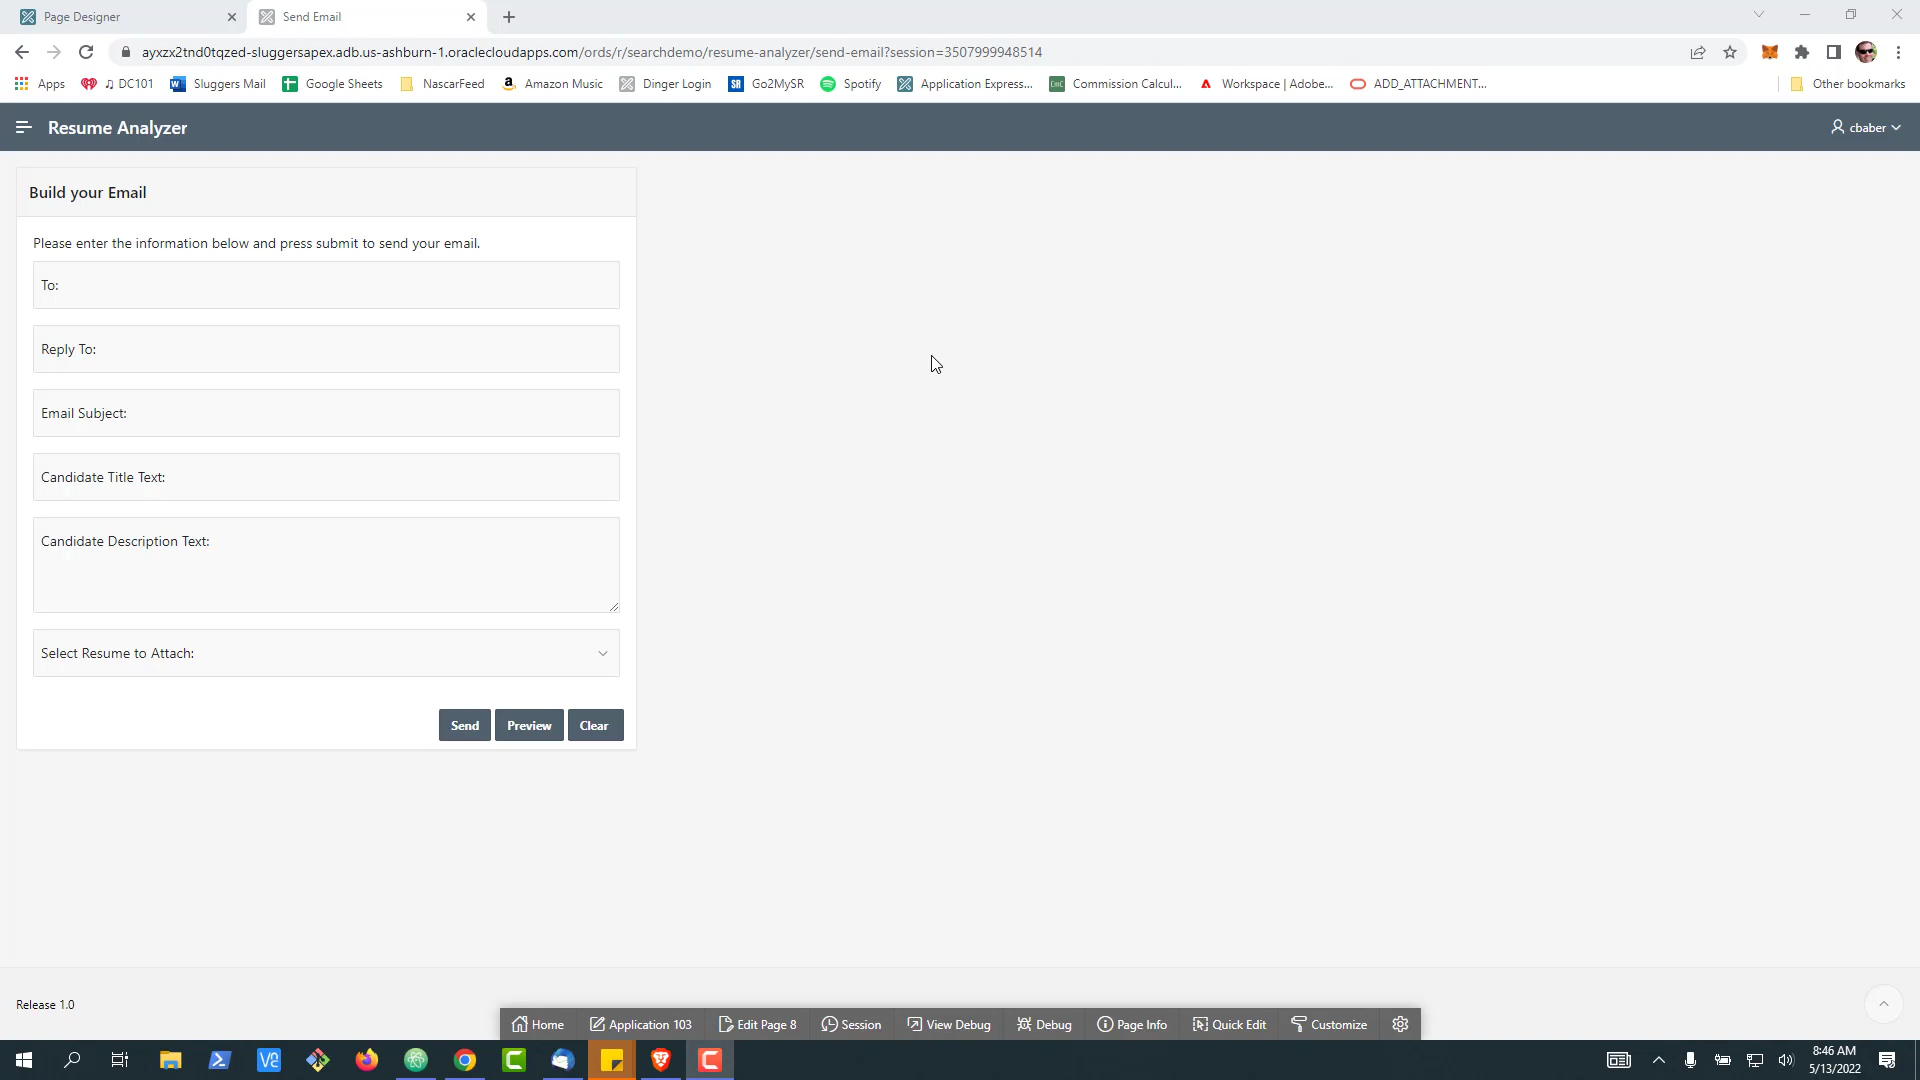 Page Designer
Send Email
ayxzx2tnd0tqzed-sluggersapex.adb.us-ashburn-1.oraclecloudapps.com/ords/r/searchdemo/resume-analyzer/send-email?session=3507999948514
Apps
♫ DC101
Sluggers Mail
Google Sheets
NascarFeed
Amazon Music
Dinger Login
SR
Go2MySR
Spotify
Application Express...
CHC
Commission Calcul...
Workspace | Adobe...
ADD_ATTACHMENT...
Other bookmarks
Resume Analyzer
cbaber
Build your Email
Please enter the information below and press submit to send your email.
To:
Reply To:
Email Subject:
Candidate Title Text:
Candidate Description Text:
Select Resume to Attach:
Send
Preview
Clear
Release 1.0
Home
Application 103
Edit Page 8
Session
View Debug
Debug
Page Info
Quick Edit
Customize
8:46 AM
5/13/2022